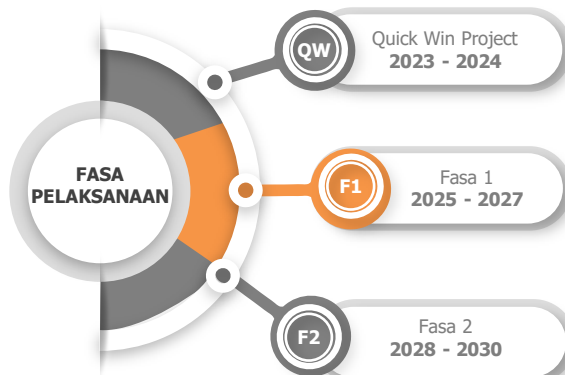 QW
Quick Win Project
2023 - 2024
FASA
PELAKSANAAN
F1
Fasa 1
2025 - 2027
F2
Fasa 2
2028 - 2030